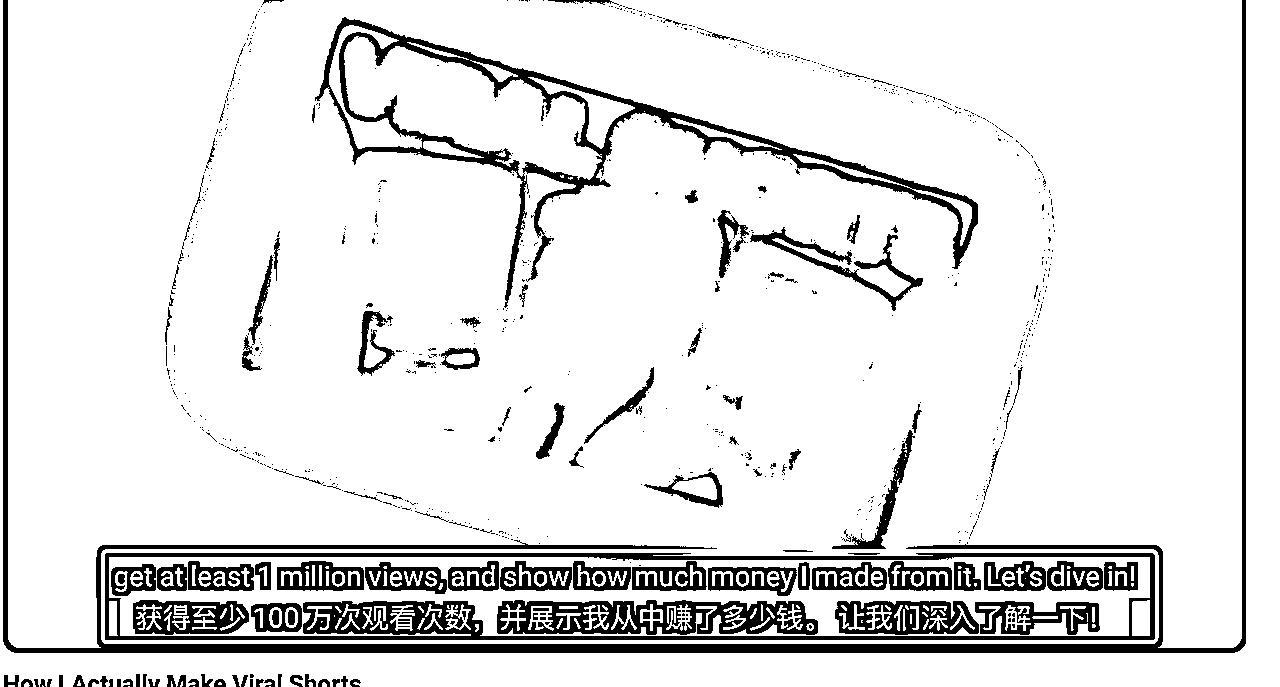 get at least 1 million views, and show how much money I made from it. Let's dive in!
获得至少 100 万次观看次数，并展示我从中赚了多少钱。 让我们深入了解一下！
How I Actually Make Viral Shorts